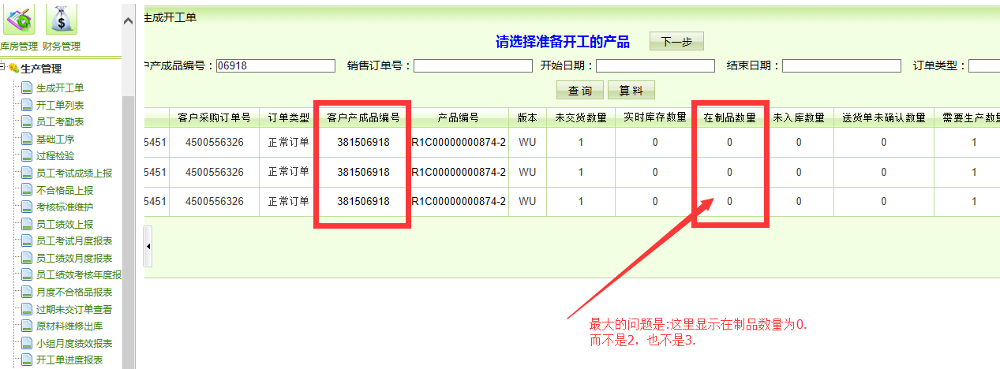 库房管理 财务管理
生产管理
生成开工单
开工单列表
员工考勤表
基础工序
过程检验
员工考试成绩上报
不合格品上报
考核标准维护
员工绩效上报
员工考试月度报表
员工绩效月度报表
员工绩效考核年度报
月度不合格品报表
过期未交订单查看
原材料维修出库
小组月度绩效报表
开工单进度报表
生成开工单
请选择准备开工的产品 下一步
户产成品编号：06918 销售订单号： 开始日期： 结束日期： 订单类型：
查 询 算 料
客户采购订单号 订单类型 客户产成品编号 产品编号 版本 未交货数量 实时库存数量 在制品数量 未入库数量 送货单未确认数量 需要生产数量
5451 4500556326 正常订单 381506918 R1C00000000874-2 WU 1 0 0 0 0 1
5451 4500556326 正常订单 381506918 R1C00000000874-2 WU 1 0 0 0 0 1
5451 4500556326 正常订单 381506918 R1C00000000874-2 WU 1 0 0 0 0 1
最大的问题是:这里显示在制品数量为0.
而不是2，也不是3.